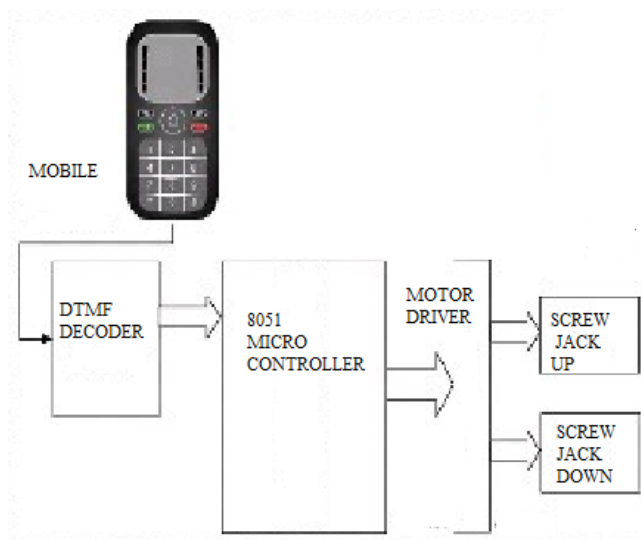 MOBILE
DTMF
DECODER
8051
MICRO
CONTROLLER
MOTOR
DRIVER
SCREW
JACK
UP
SCREW
JACK
DOWN